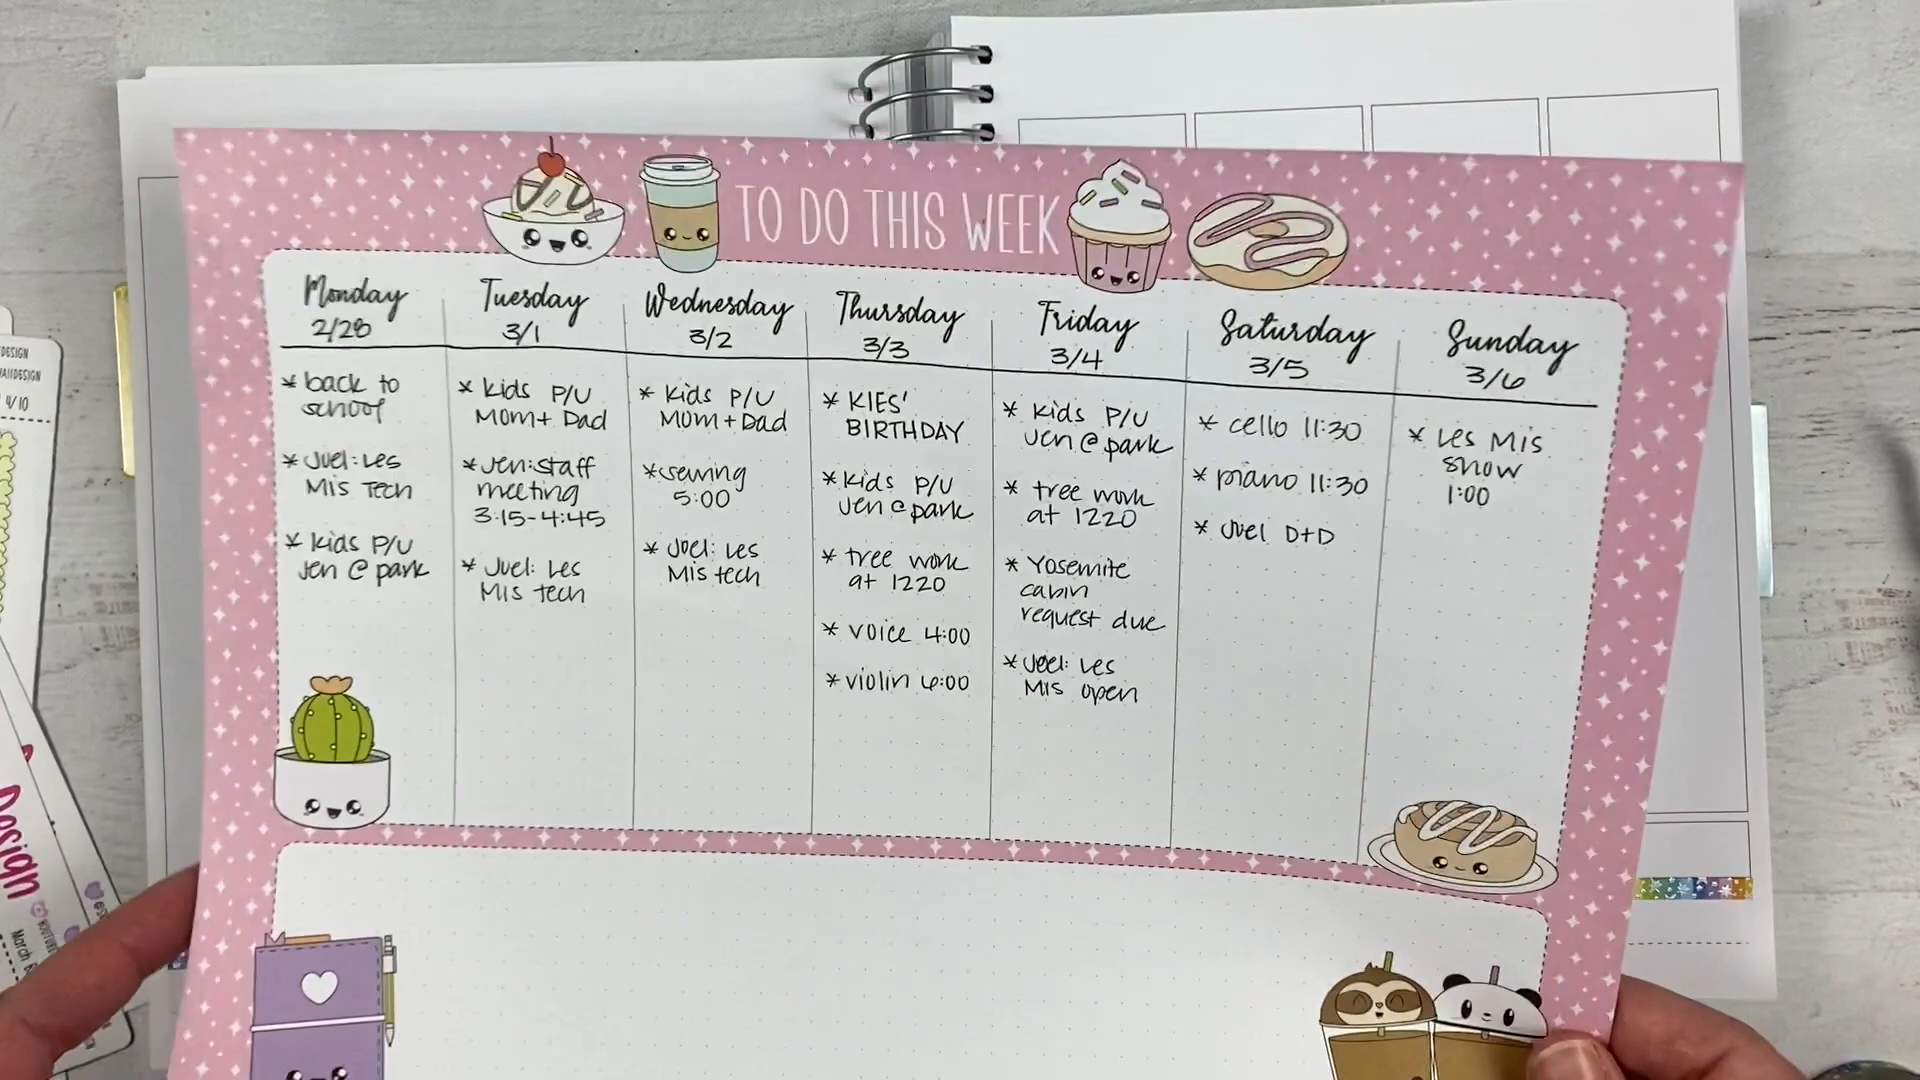 TO DO THIS WEEK
Monday
2/28
* back to
school
* Joel: Les
Mis Tech
* kids P/U
Jen @ park
Tuesday
3/1
* kids P/U
Mom + Dad
* Jen: staff
meeting
3:15-4:45
* Joel: Les
Mis tech
Wednesday
3/2
* kids P/U
Mom + Dad
* sewing
5:00
* Joel: Les
Mis tech
Thursday
3/3
* KIES'
BIRTHDAY
* kids P/U
Jen @ park
* tree work
at 1220
* voice 4:00
* violin 6:00
Friday
3/4
* kids P/U
Jen @ park
* tree work
at 1220
* Yosemite
cabin
request due
* Joel: Les
Mis open
Saturday
3/5
* cello 11:30
* piano 11:30
* Joel D+D
Sunday
3/6
* Les Mis
show
1:00
DESIGN
4/10
Design
March